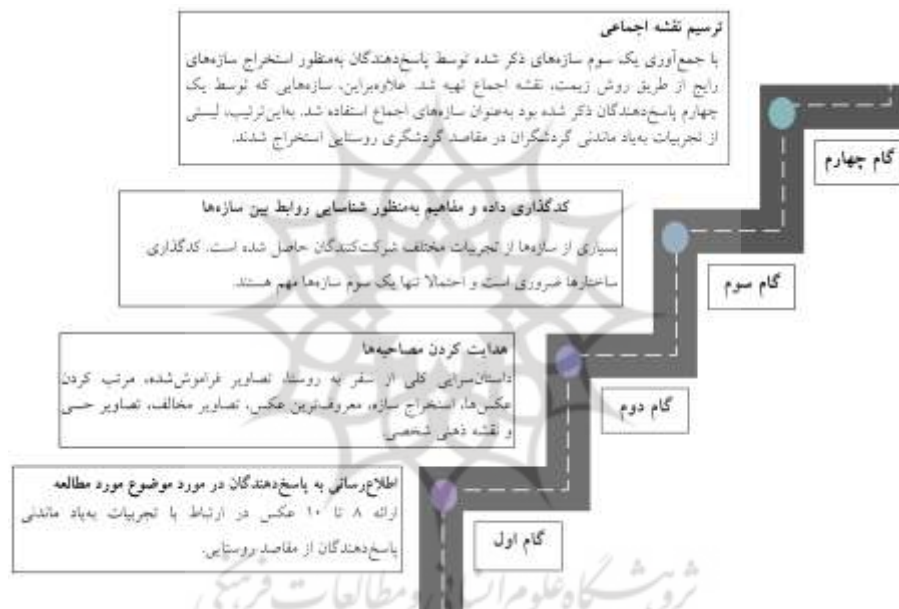 ترسیم نقشه اجماعی
با جمع‌آوری یک سوم سازه‌های ذکر شده توسط پاسخ‌دهندگان به‌منظور استخراج سازه‌های
رایج از طریق روش زیمت، نقشه اجماع تهیه شد. علاوه‌براین، سازه‌هایی که توسط یک
چهارم پاسخ‌دهندگان ذکر شده بود به‌عنوان سازه‌های اجماع استفاده شد. به‌این‌ترتیب، لیستی
از تجربیات به‌یاد ماندنی گردشگران در مقاصد گردشگری روستایی استخراج شدند.
گام چهارم
کدگذاری داده و مفاهیم به‌منظور شناسایی روابط بین سازه‌ها
بسیاری از سازه‌ها از تجربیات مختلف شرکت‌کنندگان حاصل شده است. کدگذاری
ساختارها ضروری است و احتمالا تنها یک سوم سازه‌ها مهم هستند.
گام سوم
هدایت کردن مصاحبه‌ها
داستان‌سرایی کلی از سفر به روستا، تصاویر فراموش‌شده، مرتب کردن
عکس‌ها، استخراج سازه، معروف‌ترین عکس، تصاویر مخالف، تصاویر حسی
و نقشه ذهنی شخصی
گام دوم
اطلاع‌رسانی به پاسخ‌دهندگان در مورد موضوع مورد مطالعه
ارائه ۸ تا ۱۰ عکس در ارتباط با تجربیات به‌یاد ماندنی
پاسخ‌دهندگان از مقاصد روستایی.
گام اول
پژوهشگاه علوم انسانی و مطالعات فرهنگی